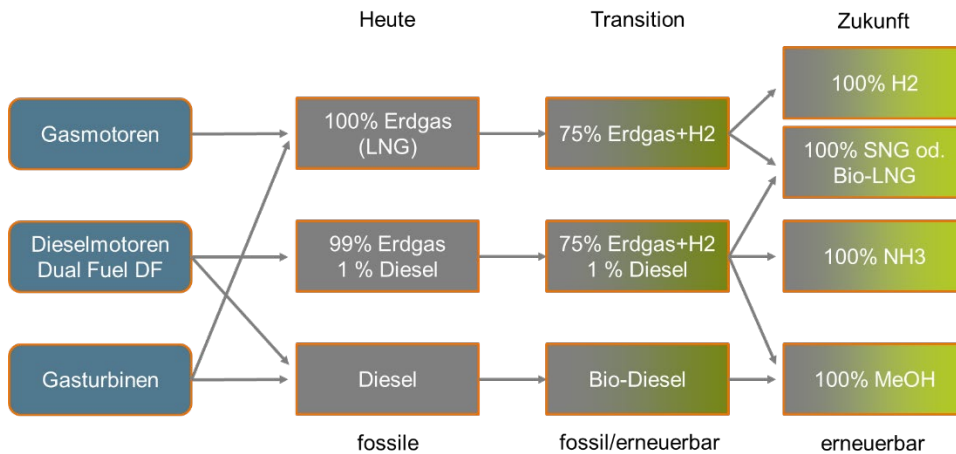 Heute
Transition
Zukunft
Gasmotoren
100% Erdgas
(LNG)
75% Erdgas+H2
100% H2
100% SNG od.
Bio-LNG
Dieselmotoren
Dual Fuel DF
99% Erdgas
1 % Diesel
75% Erdgas+H2
1 % Diesel
100% NH3
Gasturbinen
Diesel
Bio-Diesel
100% MeOH
fossile
fossil/erneuerbar
erneuerbar